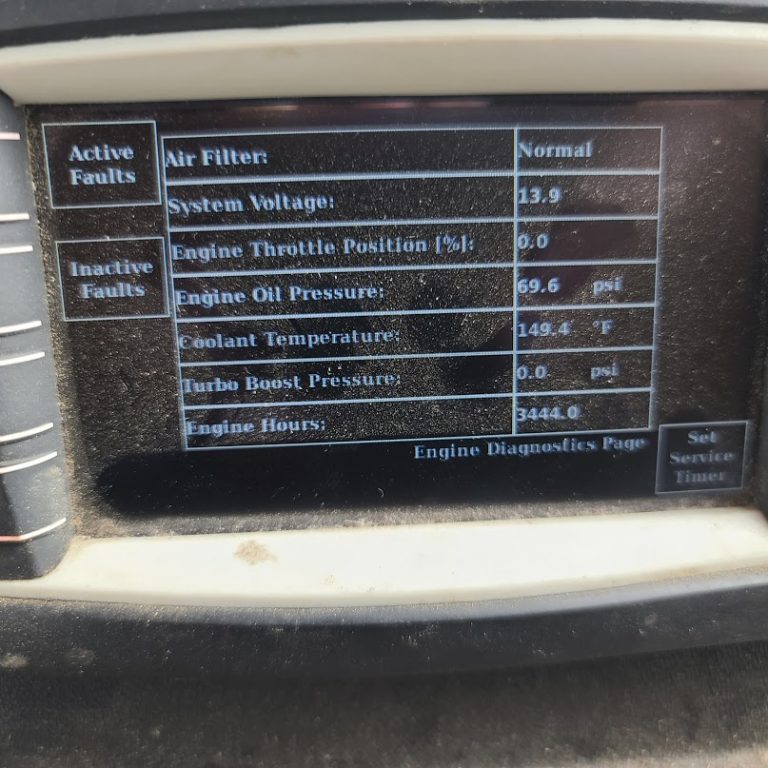 Active
Faults
Inactive
Faults
Air Filter: Normal
System Voltage: 13.9
Engine Throttle Position [%]: 0.0
Engine Oil Pressure: 69.6 psi
Coolant Temperature: 149.4 °F
Turbo Boost Pressure: 0.0 psi
Engine Hours: 3444.0
Engine Diagnostics Page
Set
Service
Timer